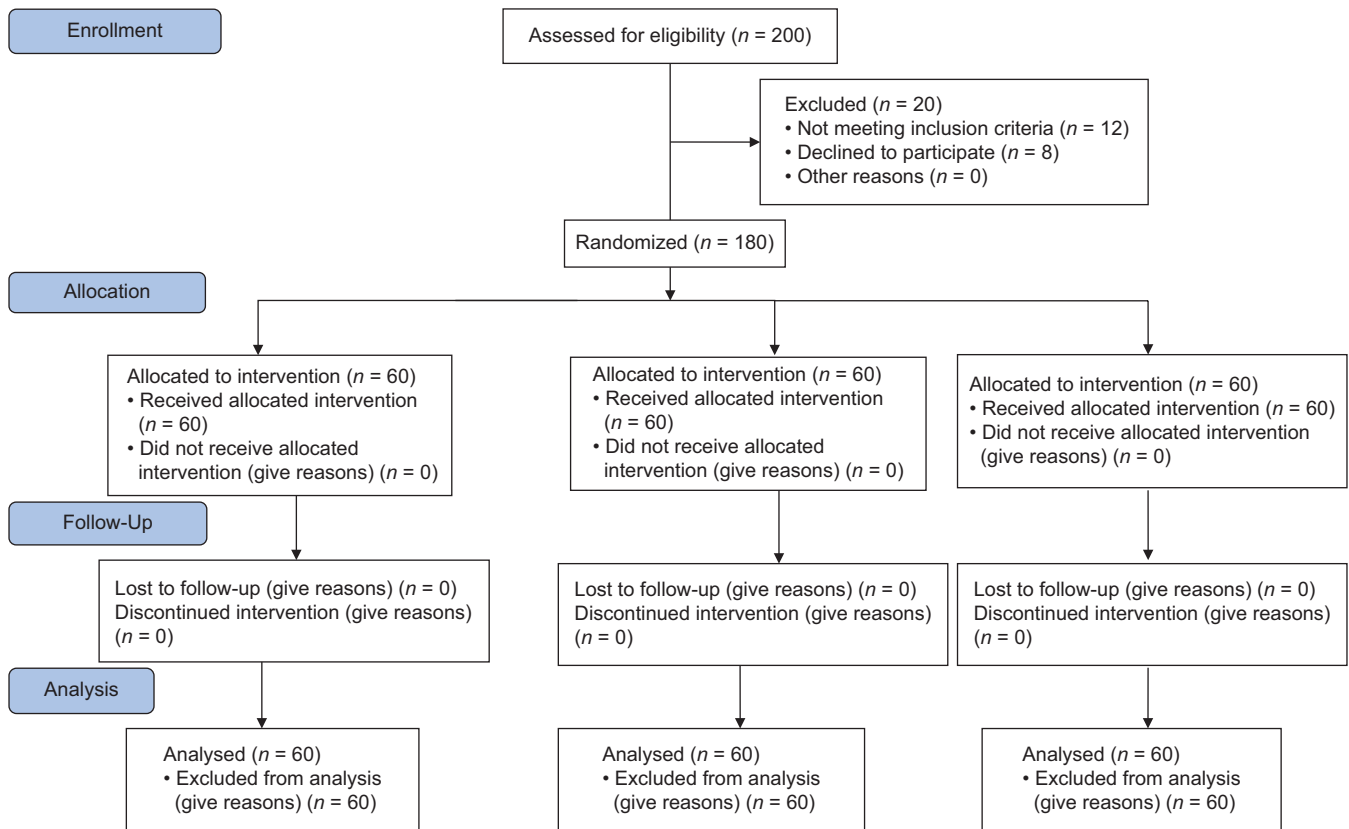 Enrollment
Assessed for eligibility (n = 200)
Excluded (n = 20)
• Not meeting inclusion criteria (n = 12)
• Declined to participate (n = 8)
• Other reasons (n = 0)
Randomized (n = 180)
Allocation
Allocated to intervention (n = 60)
• Received allocated intervention
(n = 60)
• Did not receive allocated
intervention (give reasons) (n = 0)
Allocated to intervention (n = 60)
• Received allocated intervention
(n = 60)
• Did not receive allocated
intervention (give reasons) (n = 0)
Allocated to intervention (n = 60)
• Received allocated intervention (n = 60)
• Did not receive allocated intervention
(give reasons) (n = 0)
Follow-Up
Lost to follow-up (give reasons) (n = 0)
Discontinued intervention (give reasons)
(n = 0)
Lost to follow-up (give reasons) (n = 0)
Discontinued intervention (give reasons)
(n = 0)
Lost to follow-up (give reasons) (n = 0)
Discontinued intervention (give reasons)
(n = 0)
Analysis
Analysed (n = 60)
• Excluded from analysis
(give reasons) (n = 60)
Analysed (n = 60)
• Excluded from analysis
(give reasons) (n = 60)
Analysed (n = 60)
• Excluded from analysis
(give reasons) (n = 60)